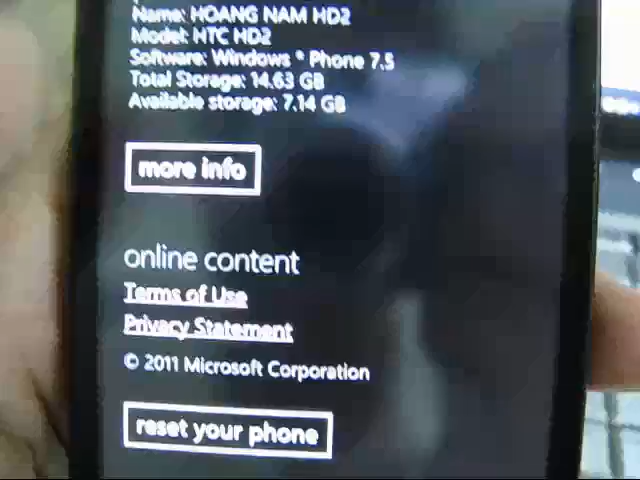 Name: HOANG NAM HD2
Model: HTC HD2
Software: Windows ® Phone 7.5
Total Storage: 14.63 GB
Available storage: 7.14 GB
more info
online content
Terms of Use
Privacy Statement
© 2011 Microsoft Corporation
reset your phone